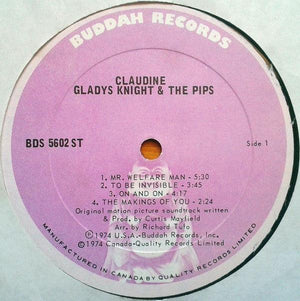 BUDDAH RECORDS
CLAUDINE
GLADYS KNIGHT & THE PIPS
BDS 5602 ST
Side 1
1. MR. WELFARE MAN - 5:30
2. TO BE INVISIBLE - 3:45
3. ON AND ON - 4:17
4. THE MAKINGS OF YOU - 2:24
Original motion picture soundtrack written
& Prod. by Curtis Mayfield
Arr. by Richard Tufo
©1974 U.S.A.-Buddah Records, Inc.
℗1974 Canada-Quality Records Limited
MANUFACTURED IN CANADA BY QUALITY RECORDS LIMITED